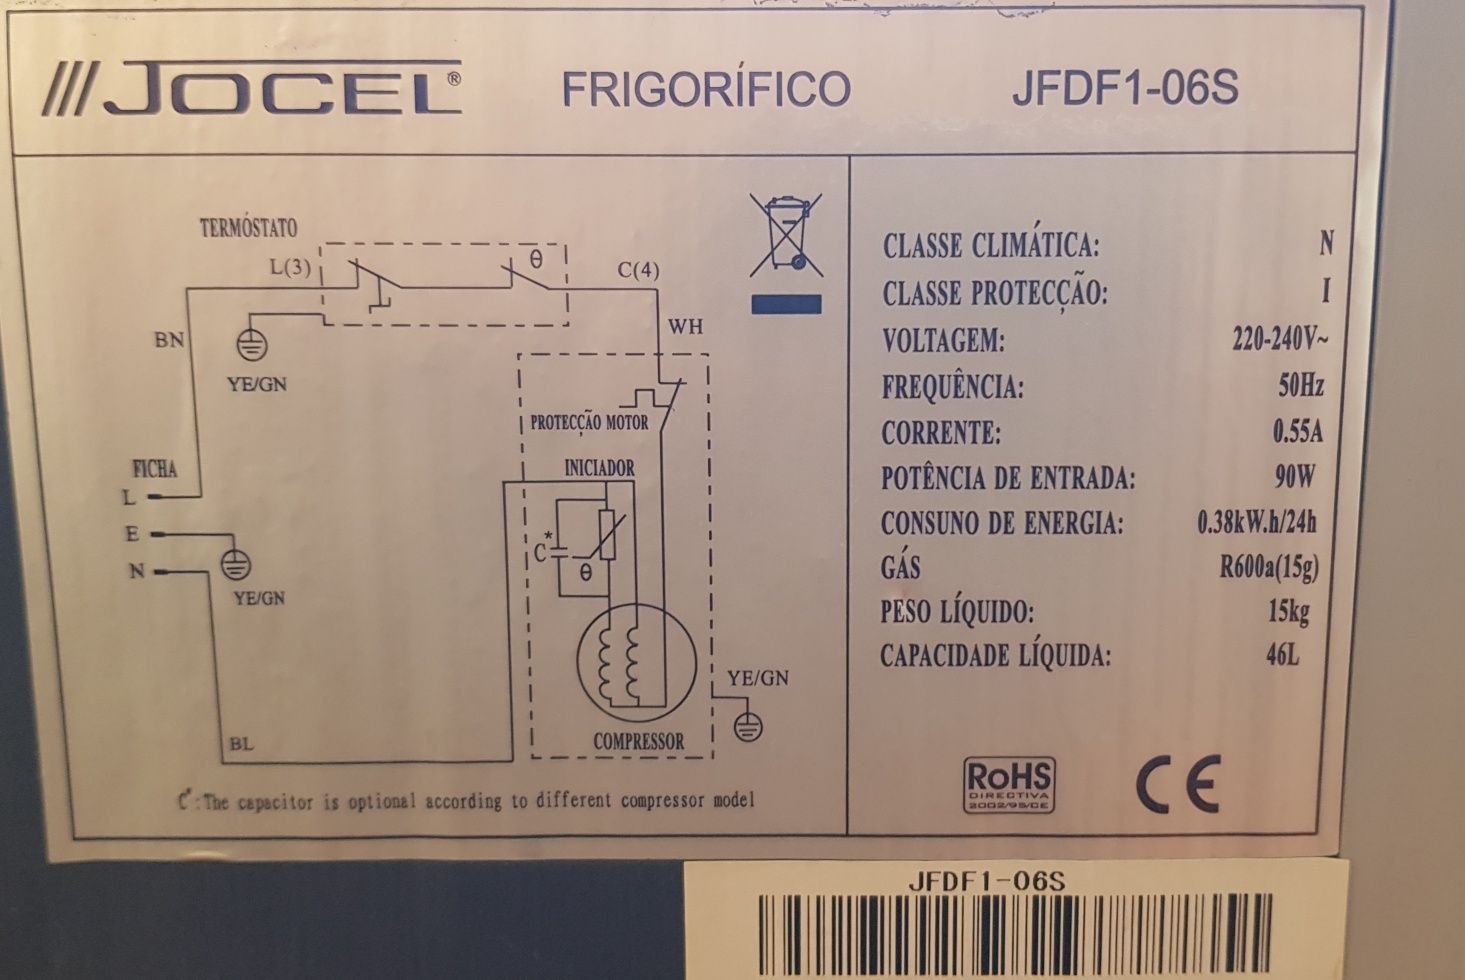 JOCEL® FRIGORÍFICO JFDF1-06S
TERMÓSTATO
L(3)
θ
C(4)
BN
WH
YE/GN
PROTECÇÃO MOTOR
FICHA
L
INICIADOR
E
C*
θ
N
YE/GN
YE/GN
BL
COMPRESSOR
C*:The capacitor is optional according to different compressor model
CLASSE CLIMÁTICA: N
CLASSE PROTECÇÃO: I
VOLTAGEM: 220-240V~
FREQUÊNCIA: 50Hz
CORRENTE: 0.55A
POTÊNCIA DE ENTRADA: 90W
CONSUNO DE ENERGIA: 0.38kW.h/24h
GÁS R600a(15g)
PESO LÍQUIDO: 15kg
CAPACIDADE LÍQUIDA: 46L
RoHS
DIRECTIVA
2002/95/CE
CE
JFDF1-06S